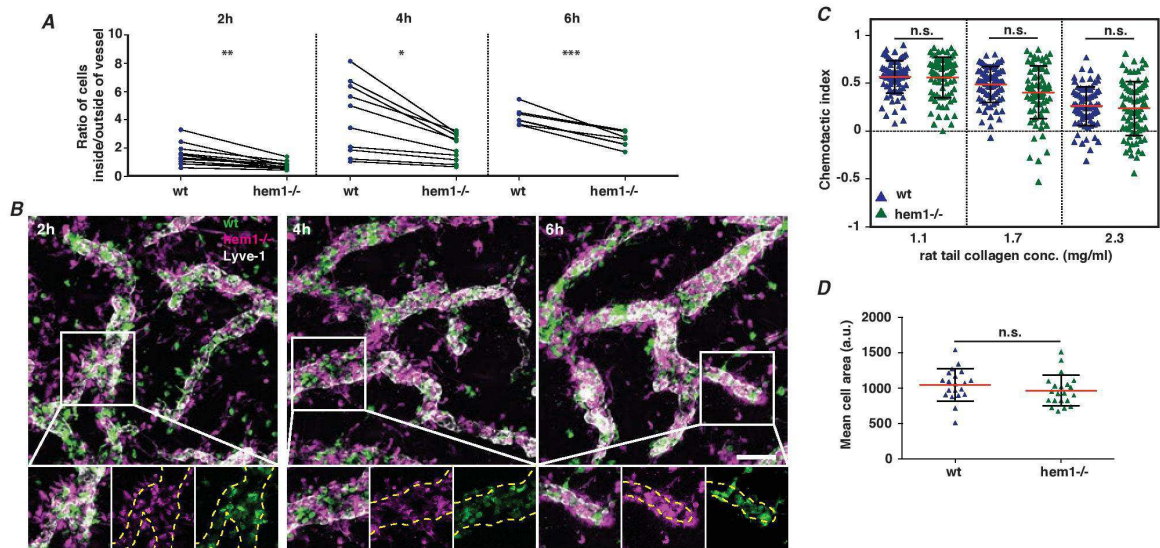 A
2h
4h
6h
Ratio of cells
inside/outside of vessel
10
8
6
4
2
0
**
*
***
wt
hem1-/-
wt
hem1-/-
wt
hem1-/-
B
2h
wt
hem1-/-
Lyve-1
4h
6h
C
Chemotactic index
1
0.5
0
-0.5
-1
n.s.
n.s.
n.s.
wt
hem1-/-
1.1
1.7
2.3
rat tail collagen conc. (mg/ml)
D
Mean cell area (a.u.)
2000
1500
1000
500
0
n.s.
wt
hem1-/-